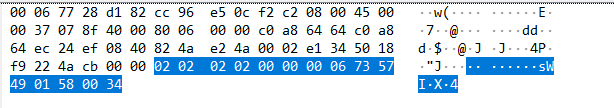 00 06 77 28 d1 82 cc 96 e5 0c f2 c2 08 00 45 00 ··w(···· ······E·
00 37 07 8f 40 00 80 06 00 00 c0 a8 64 64 c0 a8 ·7··@··· ····dd··
64 ec 24 ef 08 40 82 4a e2 4a 00 02 e1 34 50 18 d·$··@·J ·J···4P·
f9 22 4a cb 00 00 02 02 02 02 00 00 00 06 73 57 ·"J····· ······sW
49 01 58 00 34 I·X·4